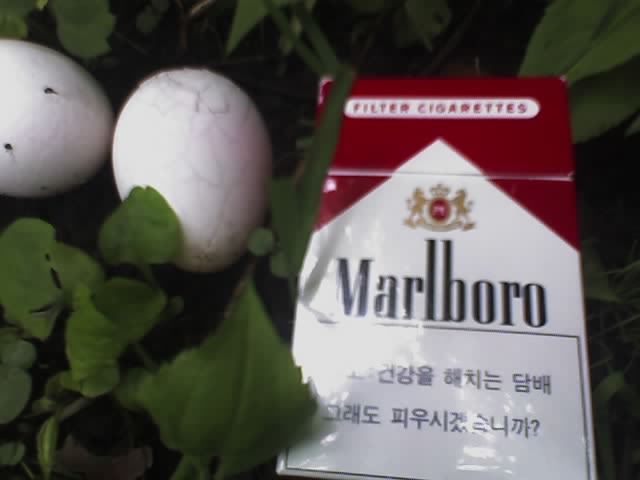 FILTER CIGARETTES
Marlboro
건강을 해치는 담배
그래도 피우시겠습니까?